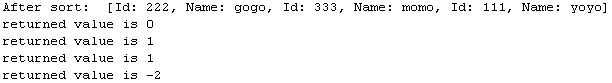 After sort:  [Id: 222, Name: gogo, Id: 333, Name: momo, Id: 111, Name: yoyo]
returned value is 0
returned value is 1
returned value is 1
returned value is -2